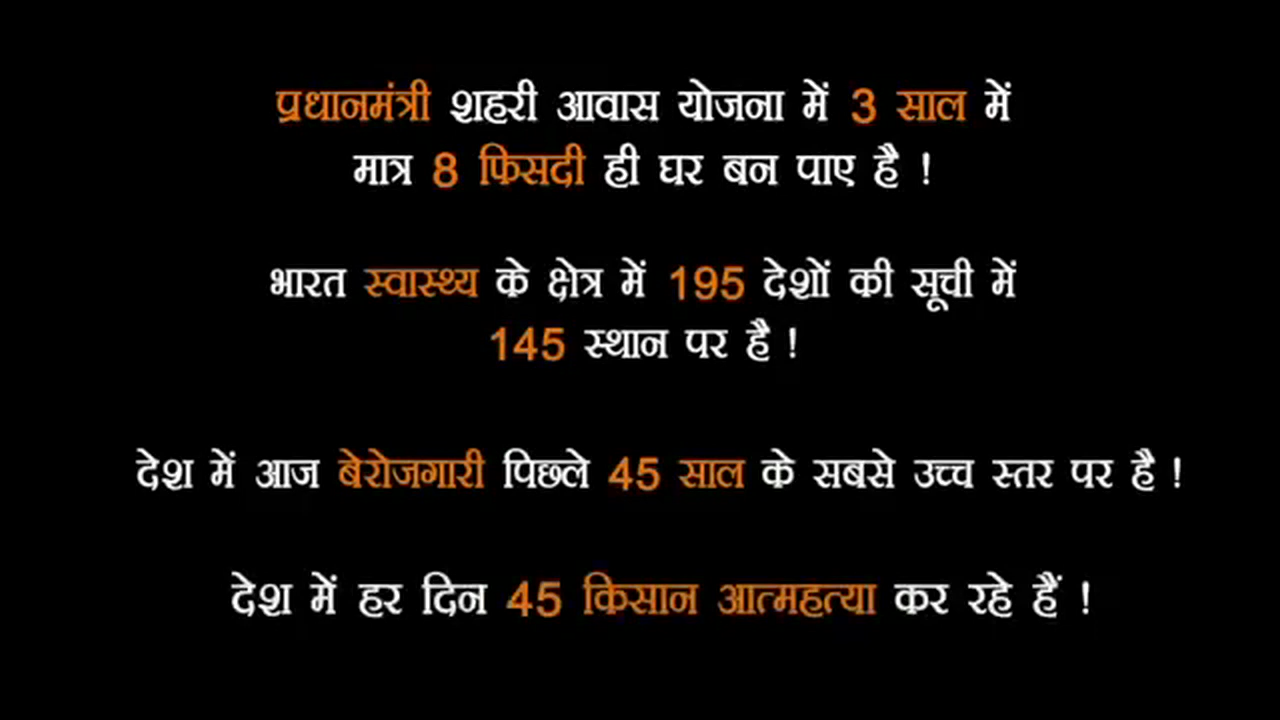 प्रधानमंत्री शहरी आवास योजना में 3 साल में
मात्र 8 फिसदी ही घर बन पाए है !
भारत स्वास्थ्य के क्षेत्र में 195 देशों की सूची में
145 स्थान पर है !
देश में आज बेरोजगारी पिछले 45 साल के सबसे उच्च स्तर पर है !
देश में हर दिन 45 किसान आत्महत्या कर रहे हैं !